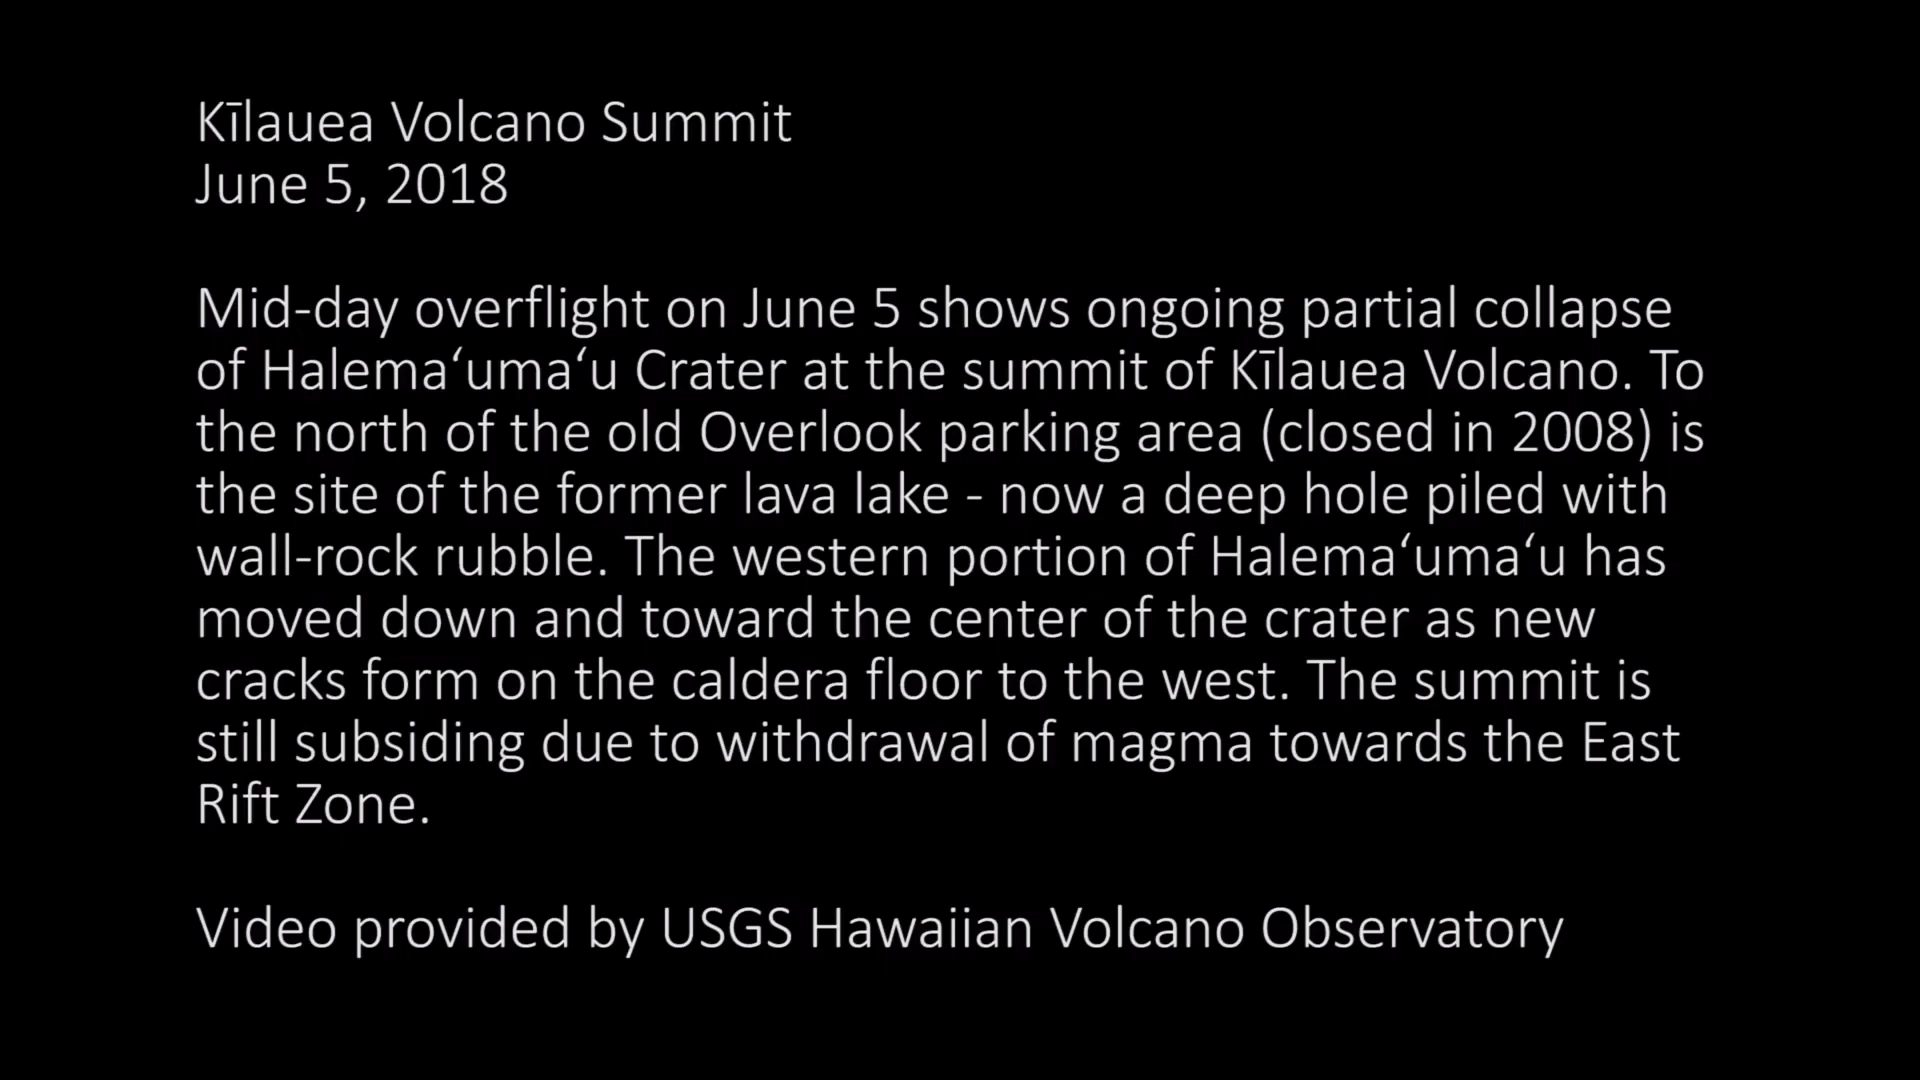 Kīlauea Volcano Summit
June 5, 2018
Mid-day overflight on June 5 shows ongoing partial collapse
of Halemaʻumaʻu Crater at the summit of Kīlauea Volcano. To
the north of the old Overlook parking area (closed in 2008) is
the site of the former lava lake - now a deep hole piled with
wall-rock rubble. The western portion of Halemaʻumaʻu has
moved down and toward the center of the crater as new
cracks form on the caldera floor to the west. The summit is
still subsiding due to withdrawal of magma towards the East
Rift Zone.
Video provided by USGS Hawaiian Volcano Observatory